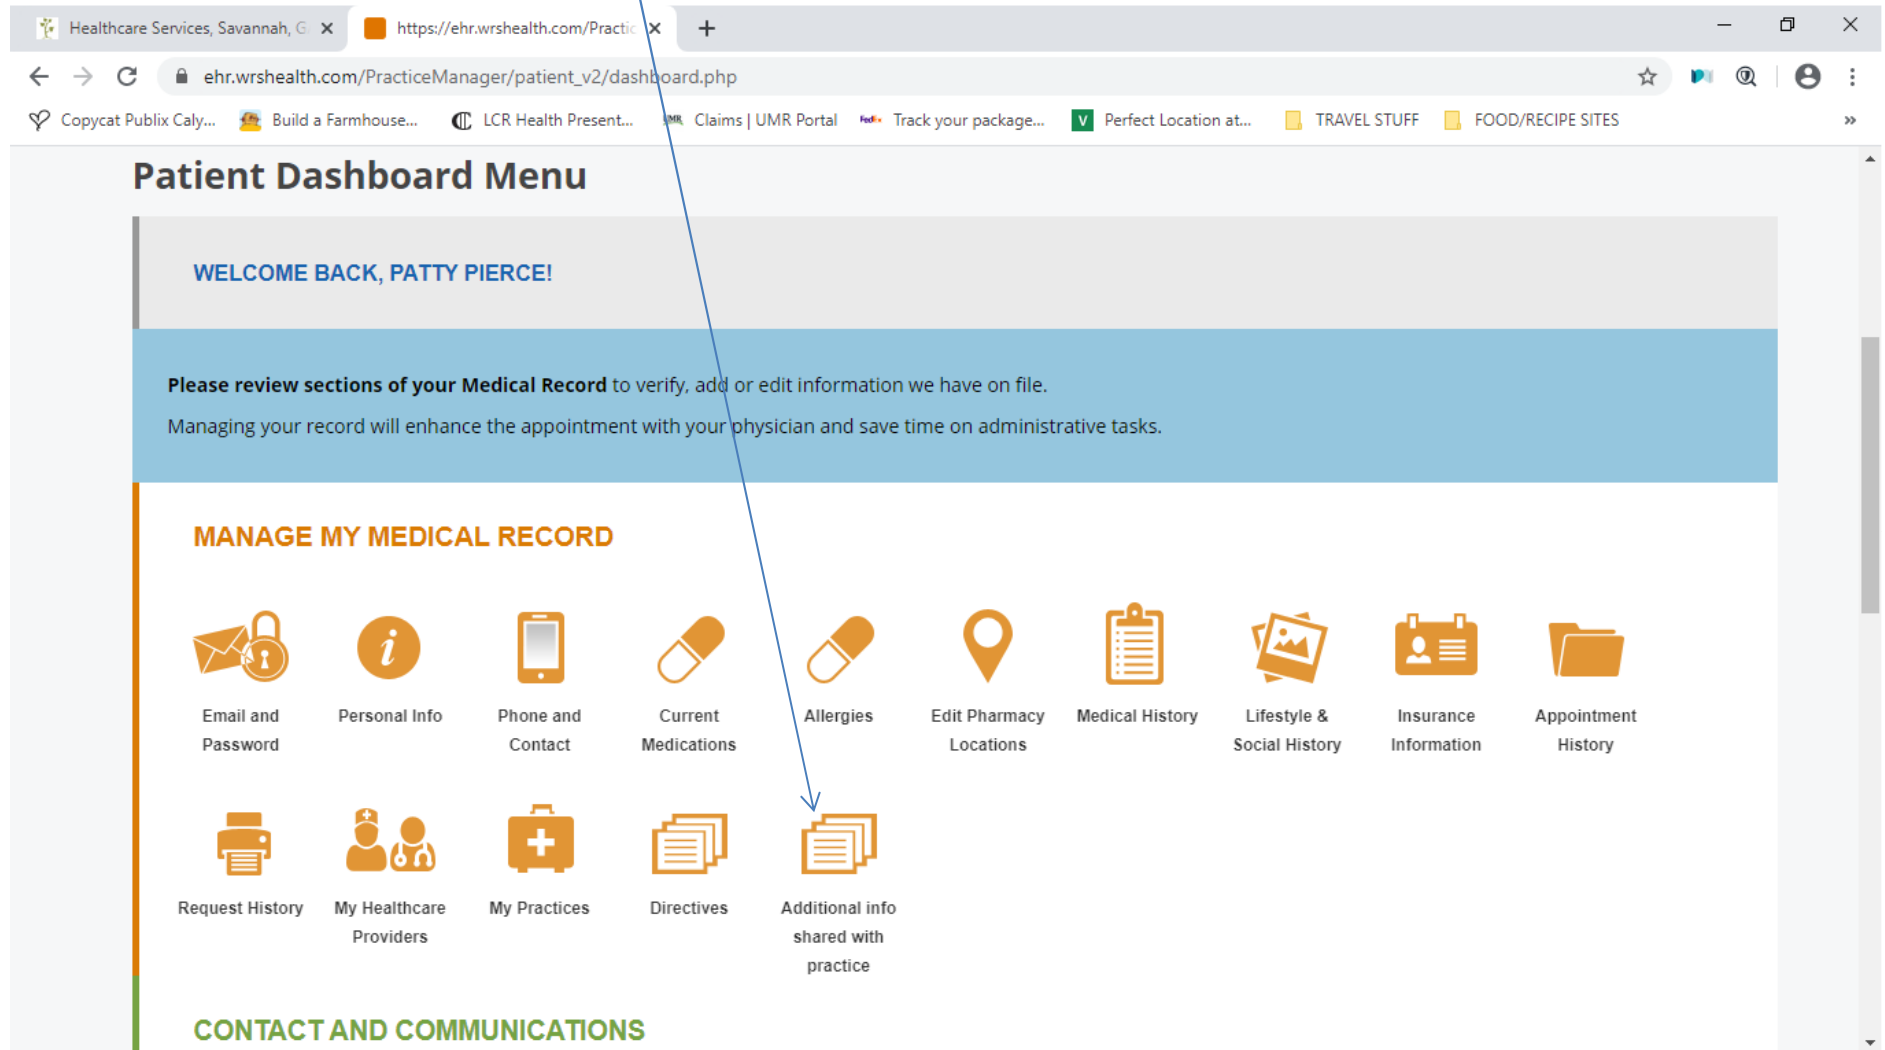 Healthcare Services, Savannah, G
https://ehr.wrshealth.com/Practic
ehr.wrshealth.com/PracticeManager/patient_v2/dashboard.php
Copycat Publix Caly... Build a Farmhouse... LCR Health Present... UMR Claims | UMR Portal FedEx Track your package... V Perfect Location at... TRAVEL STUFF FOOD/RECIPE SITES »
Patient Dashboard Menu
WELCOME BACK, PATTY PIERCE!
Please review sections of your Medical Record to verify, add or edit information we have on file.
Managing your record will enhance the appointment with your physician and save time on administrative tasks.
MANAGE MY MEDICAL RECORD
Email and
Password
Personal Info
Phone and
Contact
Current
Medications
Allergies
Edit Pharmacy
Locations
Medical History
Lifestyle &
Social History
Insurance
Information
Appointment
History
Request History
My Healthcare
Providers
My Practices
Directives
Additional info
shared with
practice
CONTACT AND COMMUNICATIONS